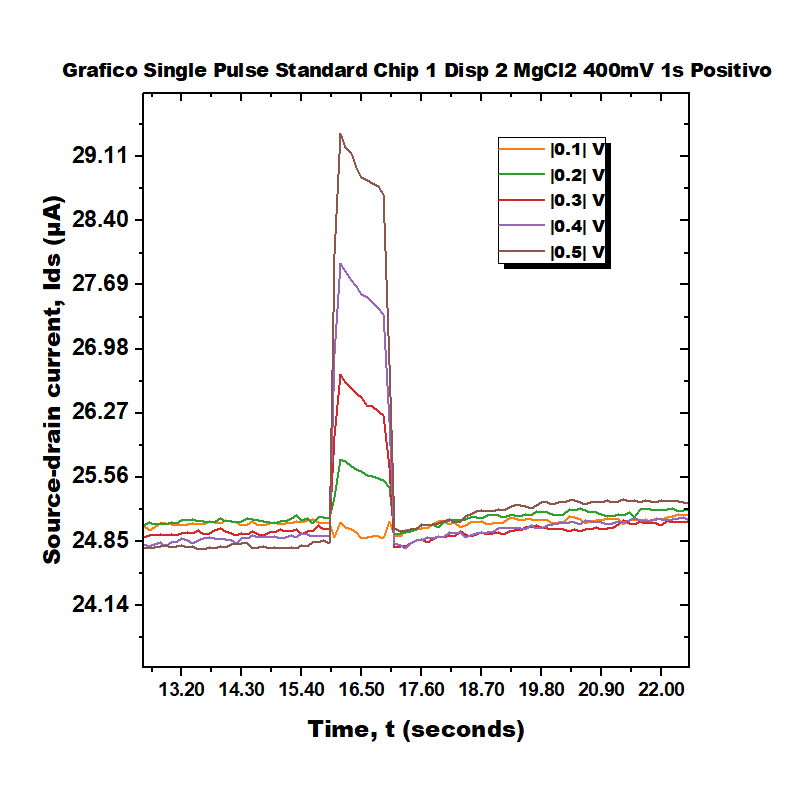 Grafico Single Pulse Standard Chip 1 Disp 2 MgCl2 400mV 1s Positivo
|0.1| V
|0.2| V
|0.3| V
|0.4| V
|0.5| V
Source-drain current, Ids (µA)
29.11
28.40
27.69
26.98
26.27
25.56
24.85
24.14
13.20 14.30 15.40 16.50 17.60 18.70 19.80 20.90 22.00
Time, t (seconds)